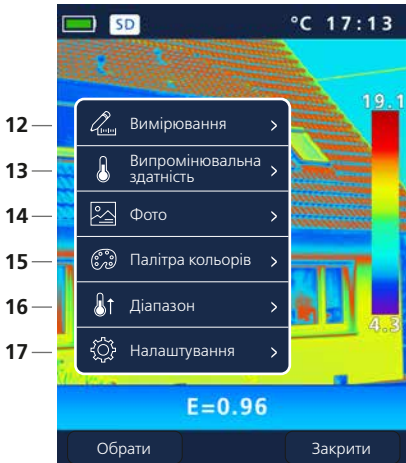 SD °C 17:13
19.1
12 Вимірювання
13 Випромінювальна
здатність
14 Фото
15 Палітра кольорів
16 Діапазон
17 Налаштування
4.3
E=0.96
Обрати Закрити